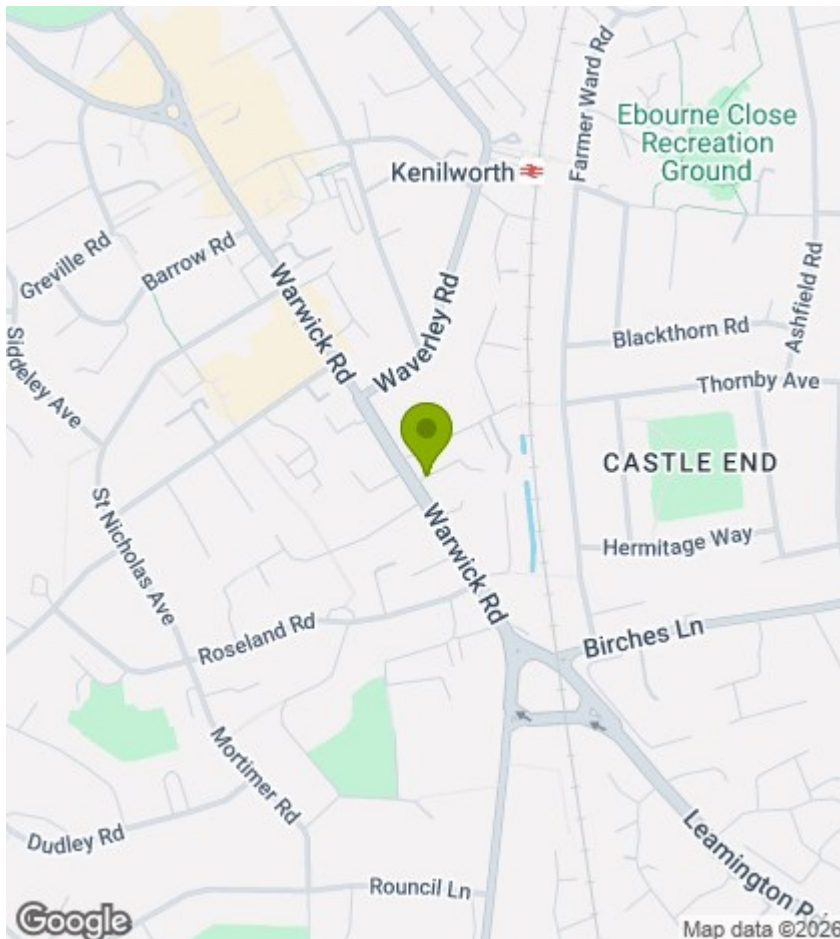 Farmer Ward Rd
Ebourne Close
Recreation
Ground
Kenilworth
Greville Rd
Barrow Rd
Ashfield Rd
Siddeley Ave
Warwick Rd
Waverley Rd
Blackthorn Rd
Thornby Ave
CASTLE END
St Nicholas Ave
Warwick Rd
Hermitage Way
Roseland Rd
Birches Ln
Mortimer Rd
Dudley Rd
Leamington
Rouncil Ln
Google
Map data ©202